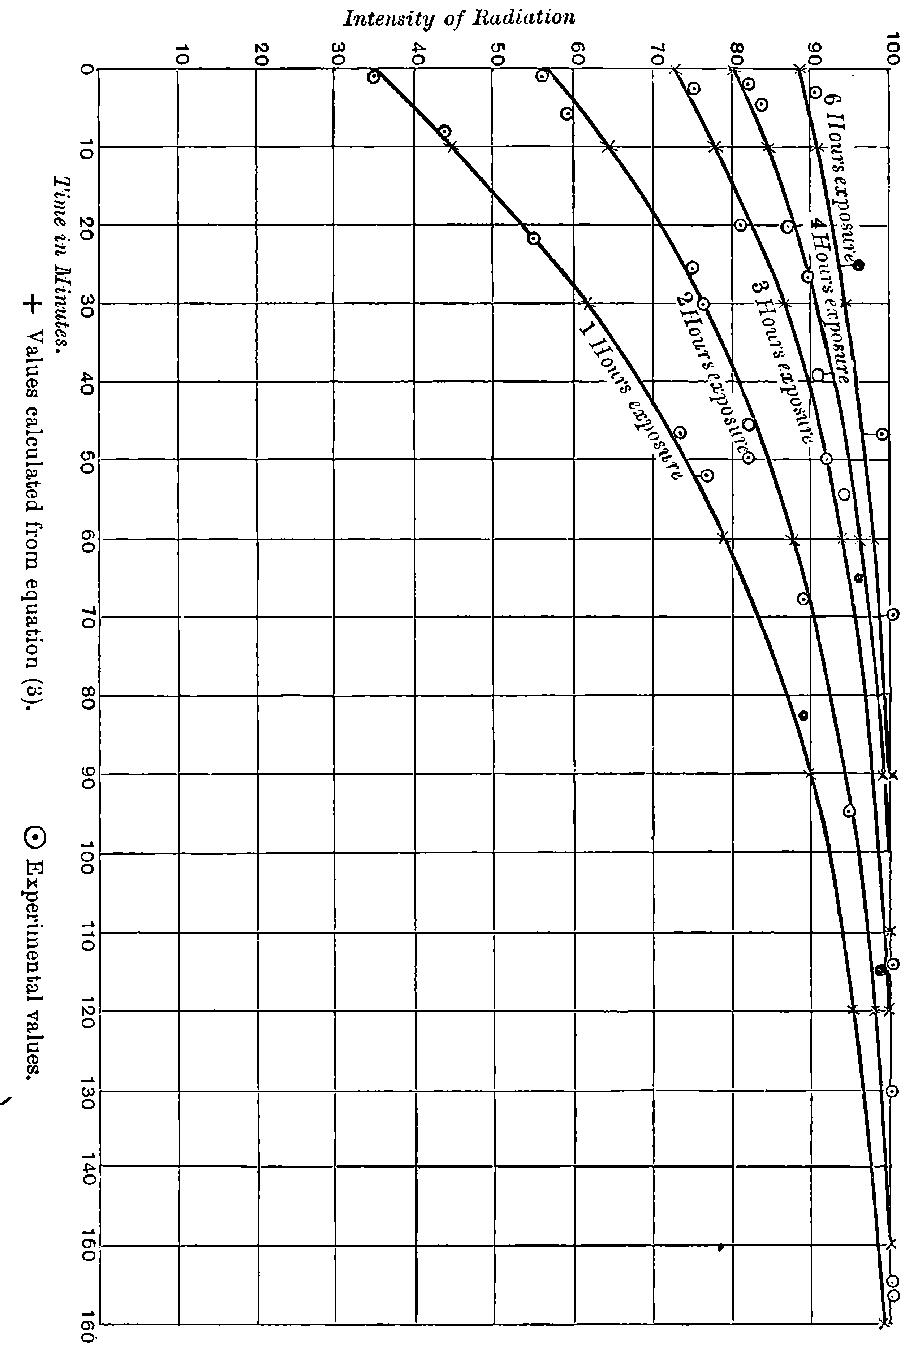 Intensity of Radiation
0 10 20 30 40 50 60 70 80 90 100
6 Hours exposure
4 Hours exposure
3 Hours exposure
2 Hours exposure
1 Hours exposure
0 10 20 30 40 50 60 70 80 90 100 110 120 130 140 150 160
Time in Minutes.
+ Values calculated from equation (3).
⊙ Experimental values.